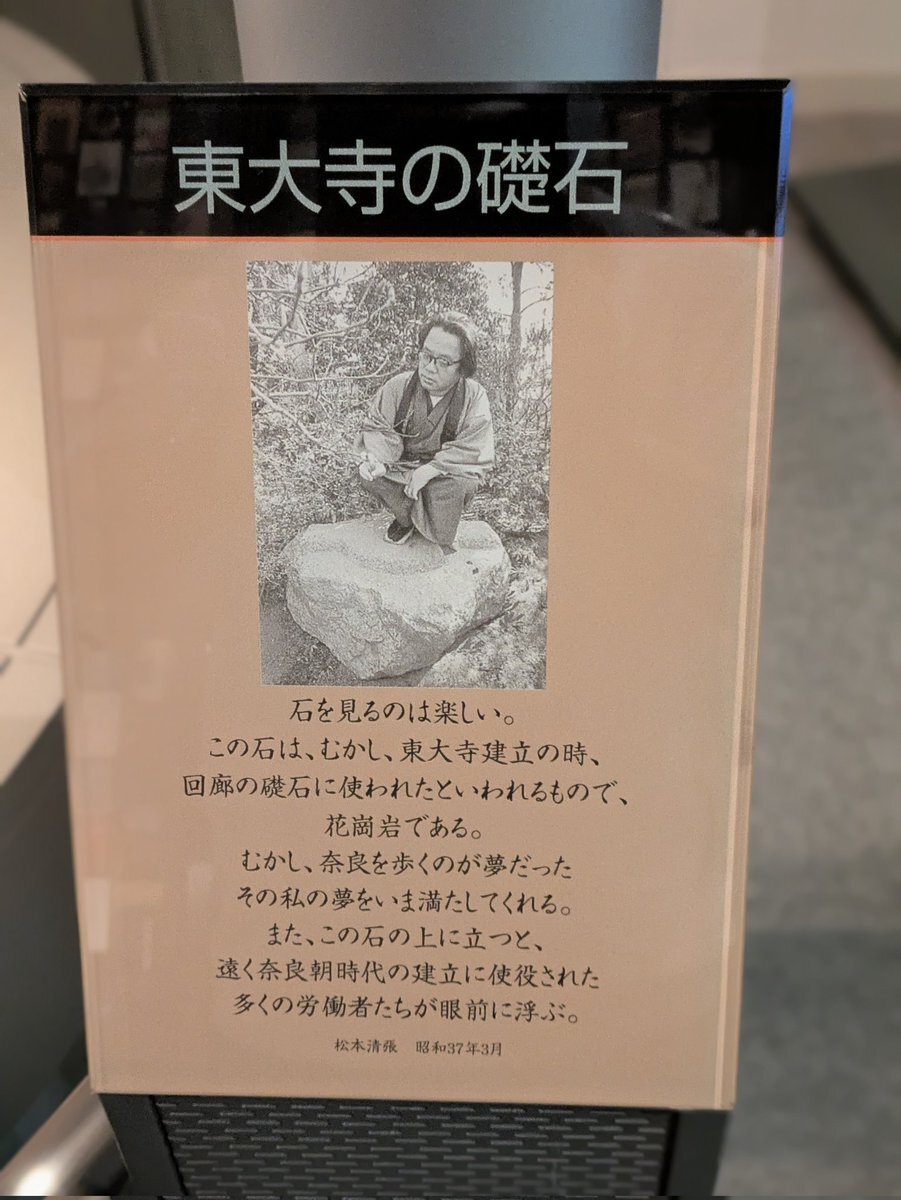 東大寺の礎石
石を見るのは楽しい。
この石は、むかし、東大寺建立の時、
回廊の礎石に使われたといわれるもので、
花崗岩である。
むかし、奈良を歩くのが夢だった
その私の夢をいま満たしてくれる。
また、この石の上に立つと、
遠く奈良朝時代の建立に使役された
多くの労働者たちが眼前に浮ぶ。
松本清張　昭和37年3月